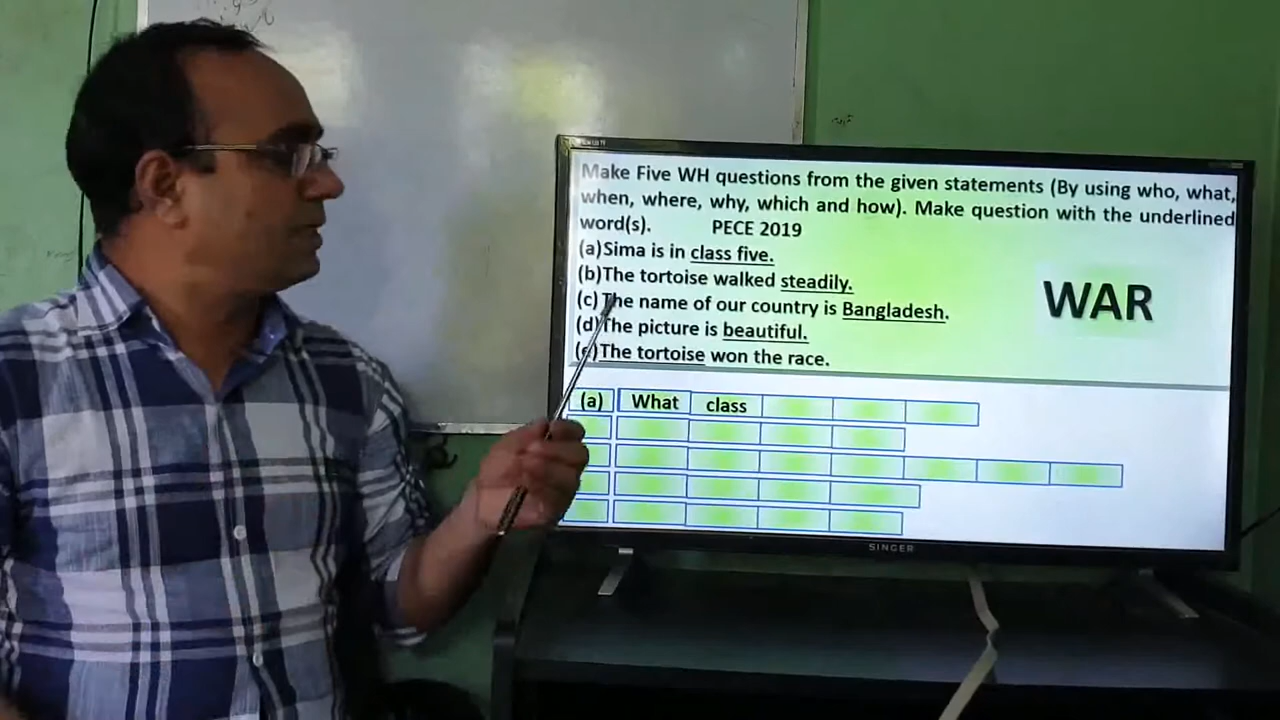 Make Five WH questions from the given statements (By using who, what,
when, where, why, which and how). Make question with the underlined
word(s). PECE 2019
(a)Sima is in class five.
(b)The tortoise walked steadily.
(c) The name of our country is Bangladesh.
(d)The picture is beautiful.
(e)The tortoise won the race.
WAR
(a) What class
SINGER